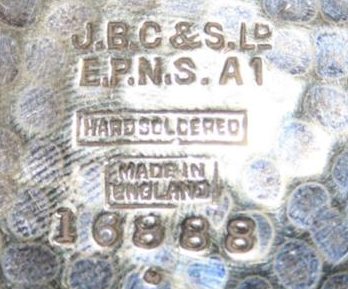 J.B.C & S. LD
E.P.N.S. A1
HARD SOLDERED
MADE IN
ENGLAND
16888